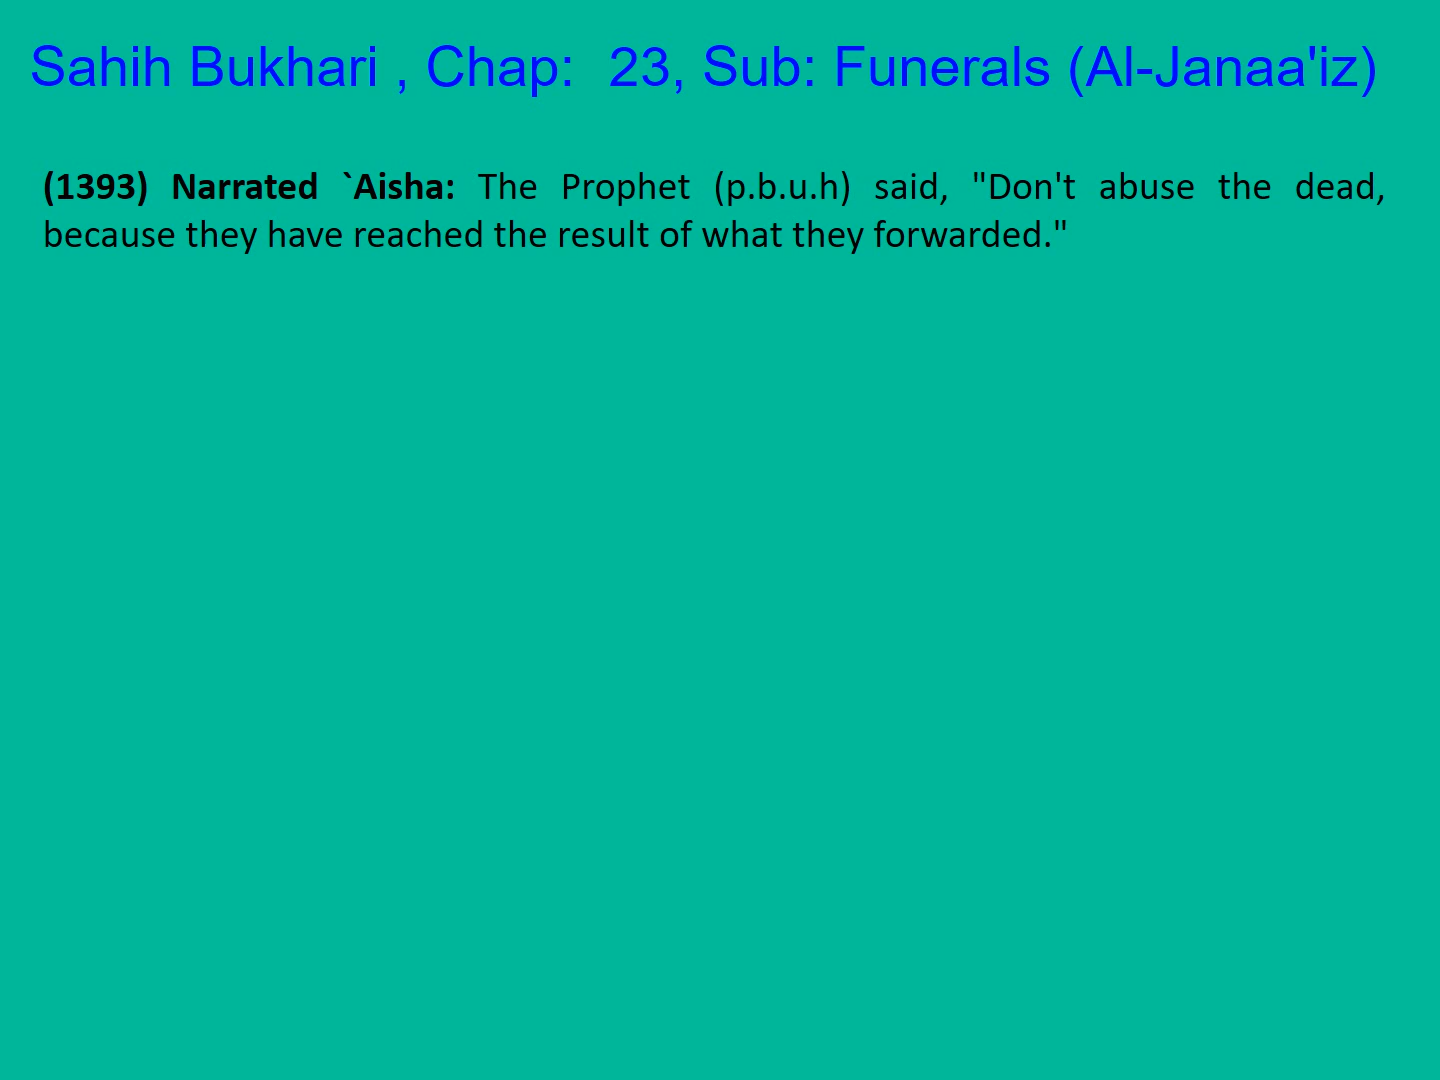 Sahih Bukhari , Chap:  23, Sub: Funerals (Al-Janaa'iz)
(1393) Narrated `Aisha: The Prophet (p.b.u.h) said, "Don't abuse the dead,
because they have reached the result of what they forwarded."